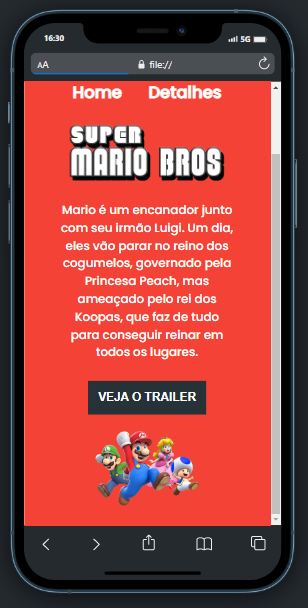 16:30
5G
AA
file://
Home Detalhes
SUPER
MARIO BROS
Mario é um encanador junto
com seu irmão Luigi. Um dia,
eles vão parar no reino dos
cogumelos, governado pela
Princesa Peach, mas
ameaçado pelo rei dos
Koopas, que faz de tudo
para conseguir reinar em
todos os lugares.
VEJA O TRAILER